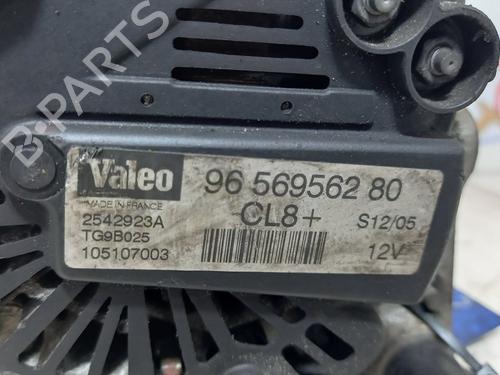 B-PARTS
Valeo
MADE IN FRANCE
2542923A
TG9B025
105107003
96 569562 80
CL8+
S12/05
12V